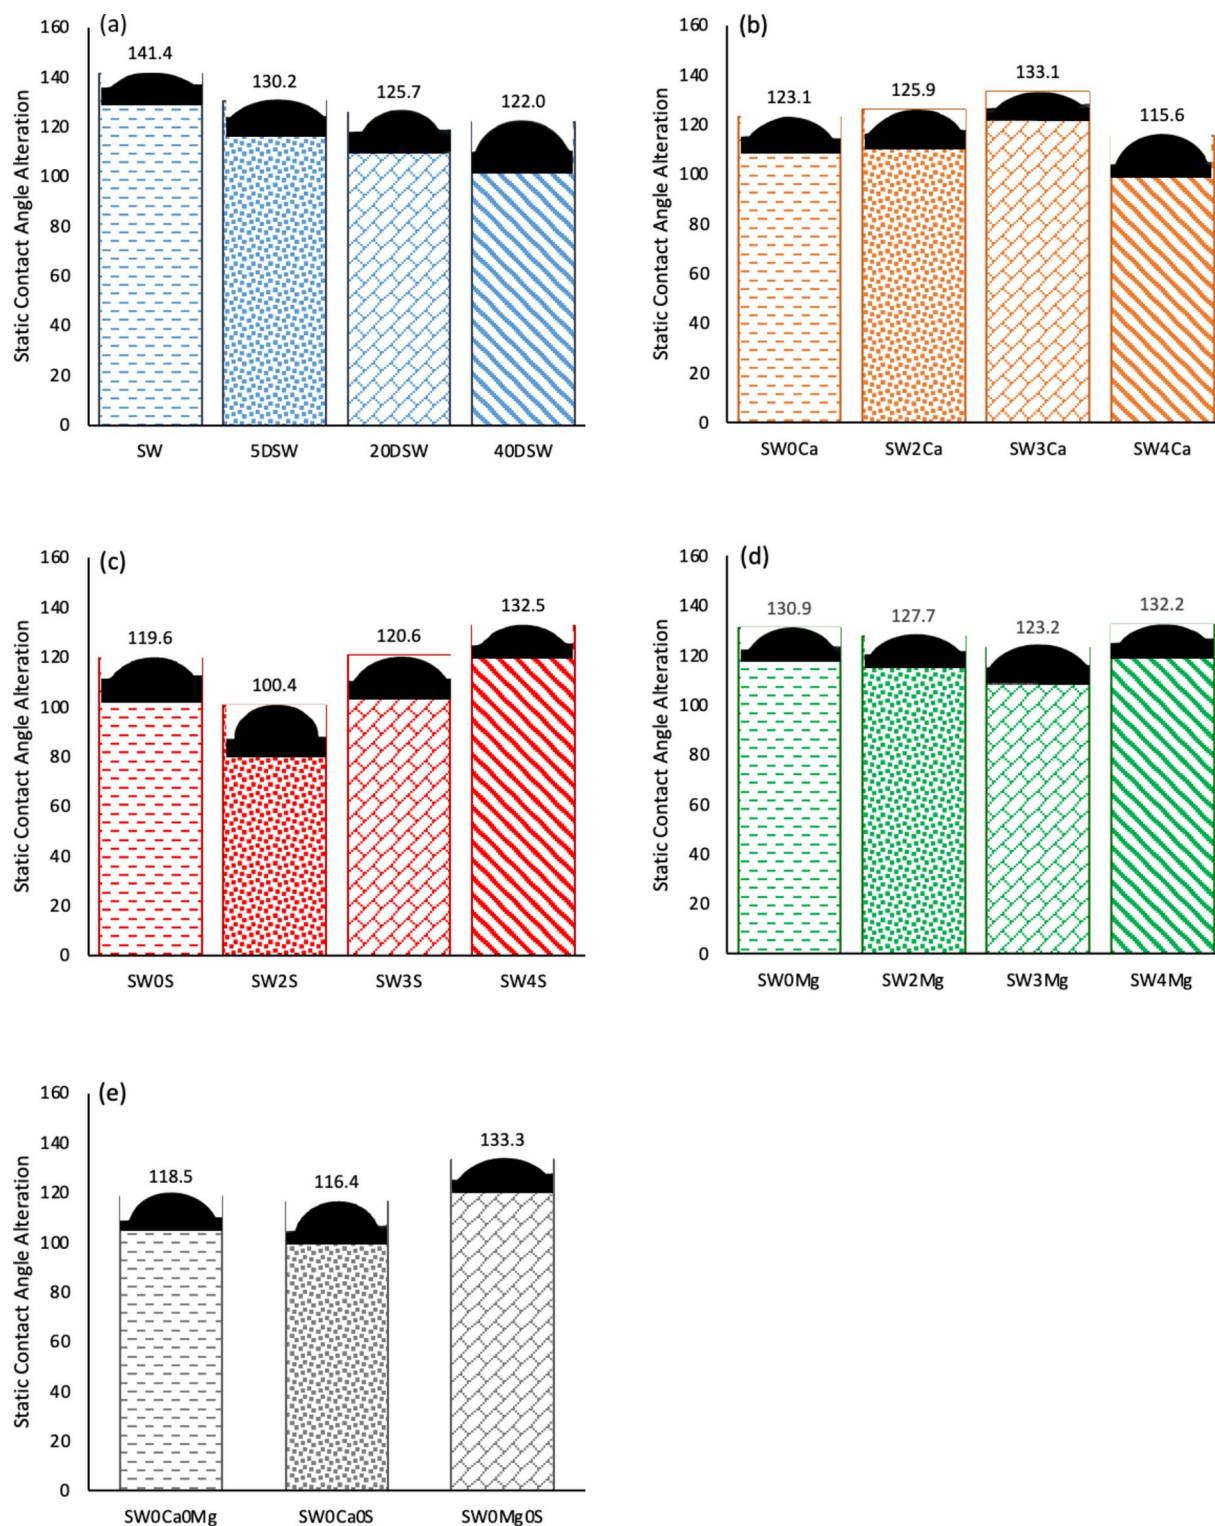 (a)
Static Contact Angle Alteration
160
140
120
100
80
60
40
20
0
141.4
130.2
125.7
122.0
SW
5DSW
20DSW
40DSW
(b)
Static Contact Angle Alteration
160
140
120
100
80
60
40
20
0
123.1
125.9
133.1
115.6
SW0Ca
SW2Ca
SW3Ca
SW4Ca
(c)
Static Contact Angle Alteration
160
140
120
100
80
60
40
20
0
119.6
100.4
120.6
132.5
SW0S
SW2S
SW3S
SW4S
(d)
Static Contact Angle Alteration
160
140
120
100
80
60
40
20
0
130.9
127.7
123.2
132.2
SW0Mg
SW2Mg
SW3Mg
SW4Mg
(e)
Static Contact Angle Alteration
160
140
120
100
80
60
40
20
0
118.5
116.4
133.3
SW0Ca0Mg
SW0Ca0S
SW0Mg0S